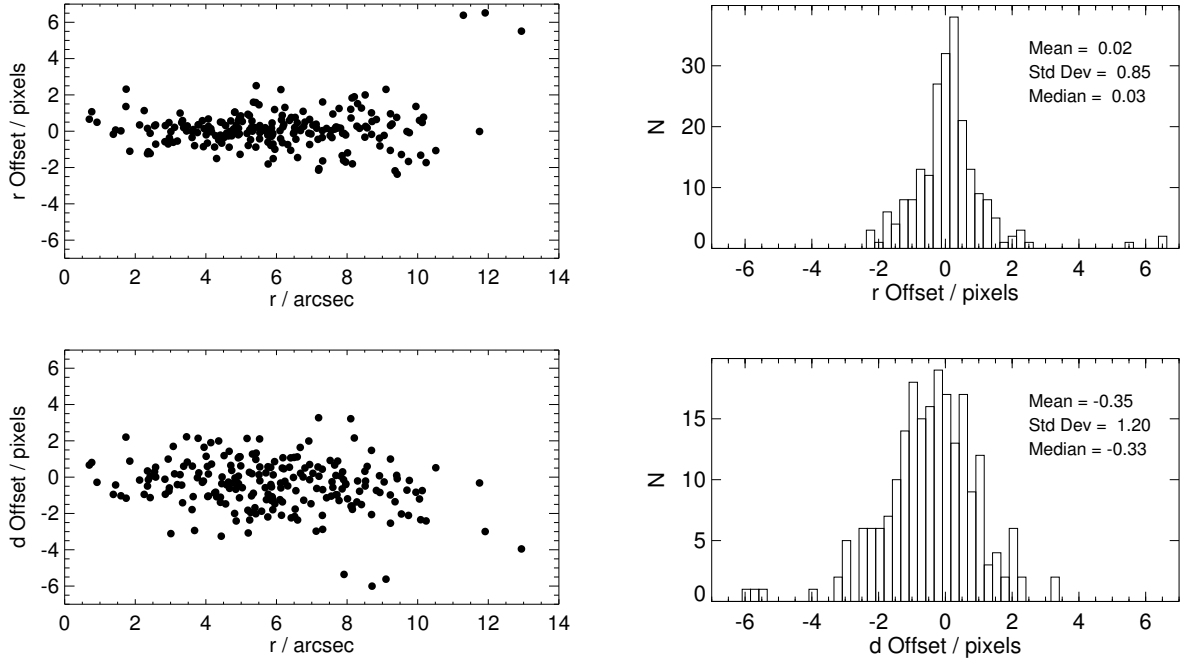 6
4
2
0
-2
-4
-6
r Offset / pixels
0 2 4 6 8 10 12 14
r / arcsec
30
20
10
0
N
Mean = 0.02
Std Dev = 0.85
Median = 0.03
-6 -4 -2 0 2 4 6
r Offset / pixels
6
4
2
0
-2
-4
-6
d Offset / pixels
0 2 4 6 8 10 12 14
r / arcsec
15
10
5
0
N
Mean = -0.35
Std Dev = 1.20
Median = -0.33
-6 -4 -2 0 2 4 6
d Offset / pixels